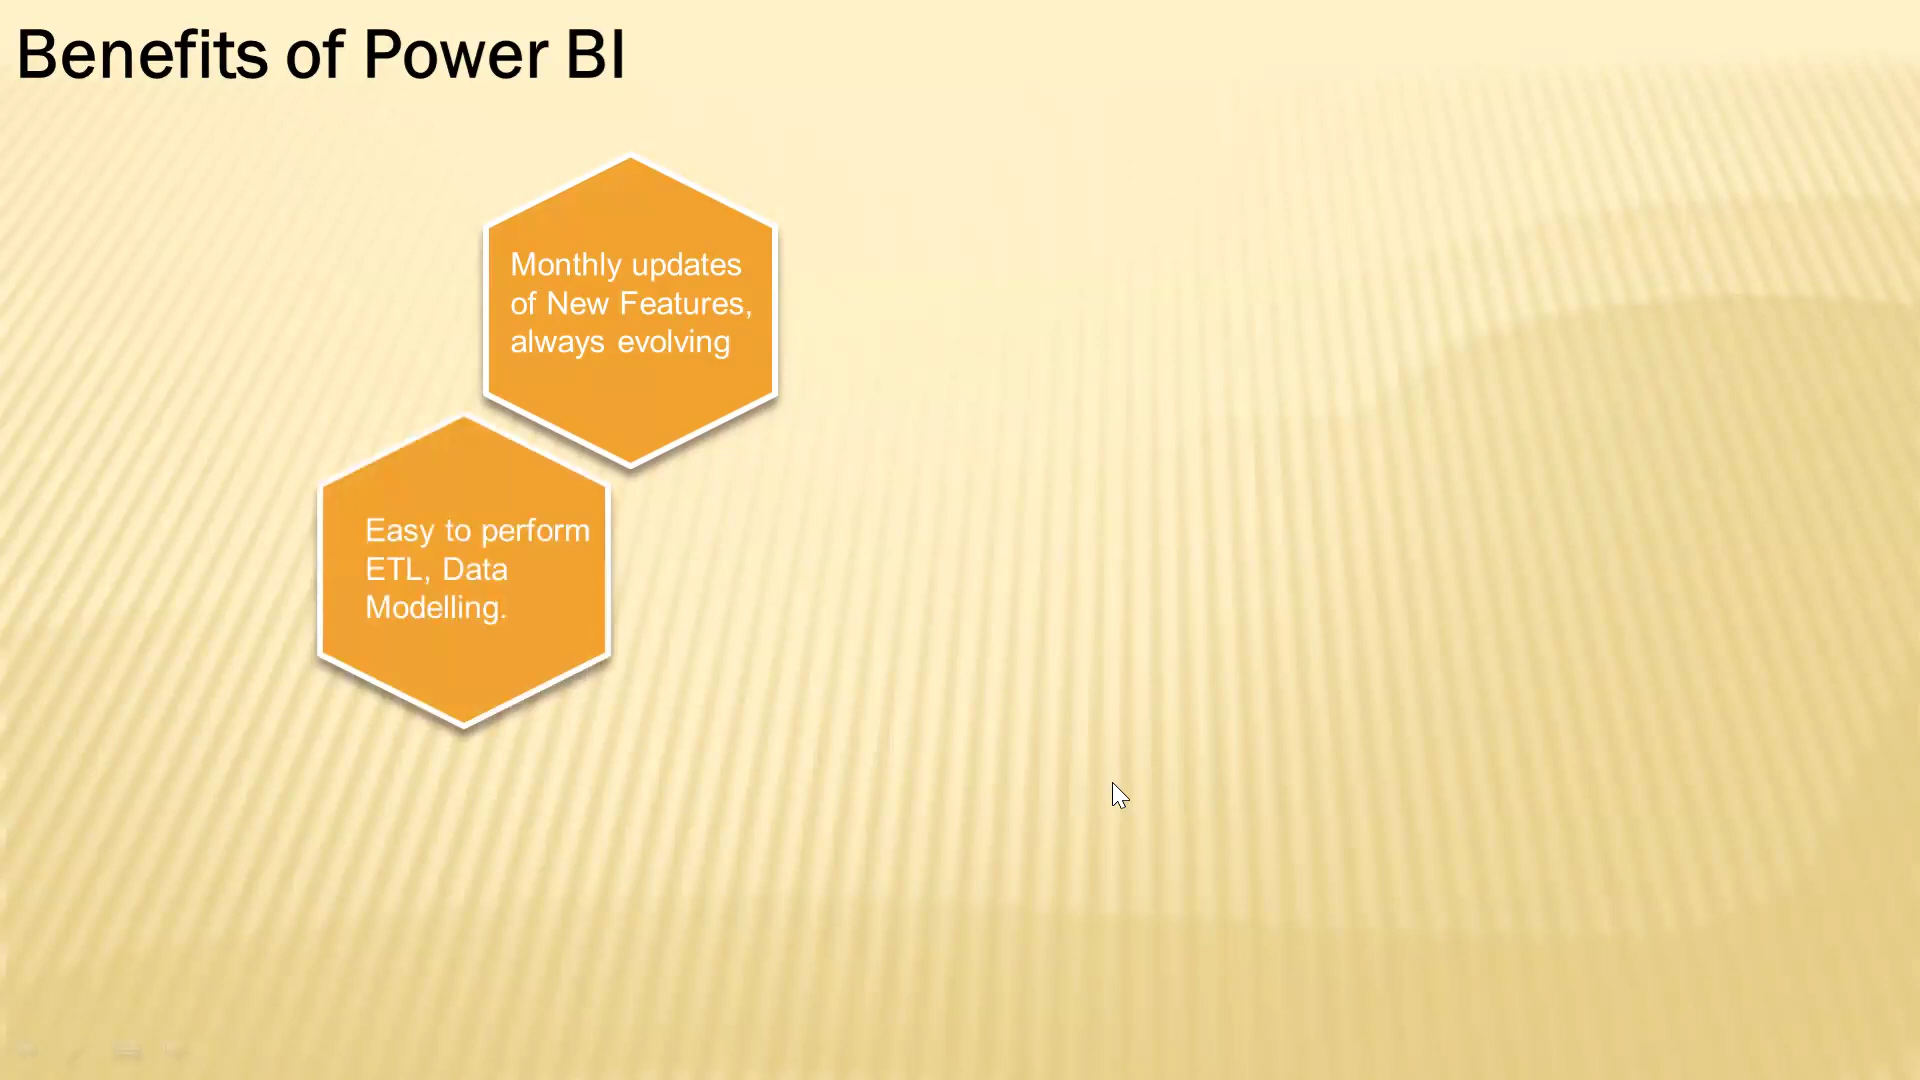 Benefits of Power BI
Monthly updates
of New Features,
always evolving
Easy to perform
ETL, Data
Modelling.